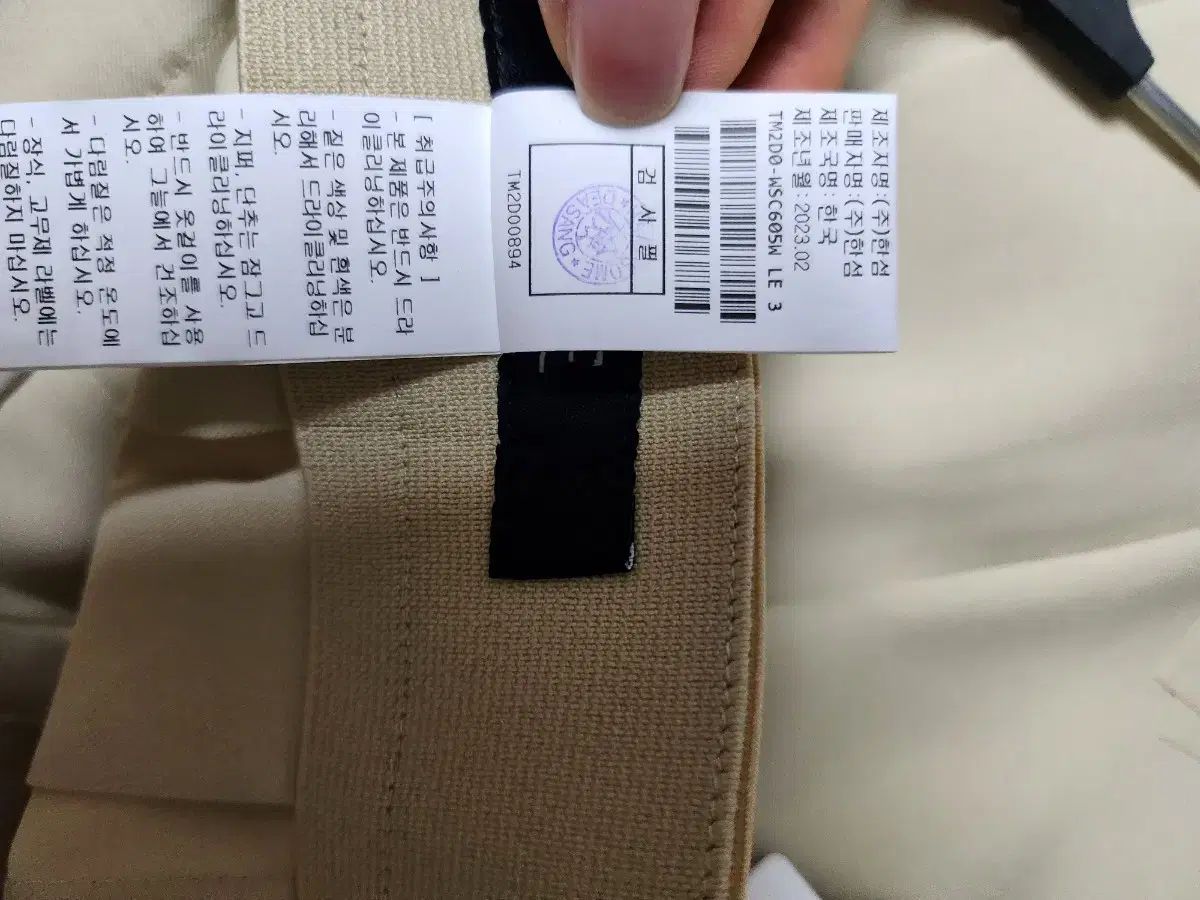 제조자명:(주)한섬
판매자명:(주)한섬
제조국명:한국
제조년월:2023.02
TM2D0-WSC605W LE 3
검사필
DEASANG
TM2D00894
[ 취급주의사항 ]
- 본 제품은 반드시 드라
이클리닝하십시오.
- 짙은 색상 및 흰색은 분
리해서 드라이클리닝하십
시오.
- 지퍼, 단추는 잠그고 드
라이클리닝하십시오.
- 반드시 옷걸이를 사용
하여 그늘에서 건조하십
시오.
- 다림질은 적정 온도에
서 가볍게 하십시오.
- 장식, 고무제 라벨에는
다림질하지 마십시오.